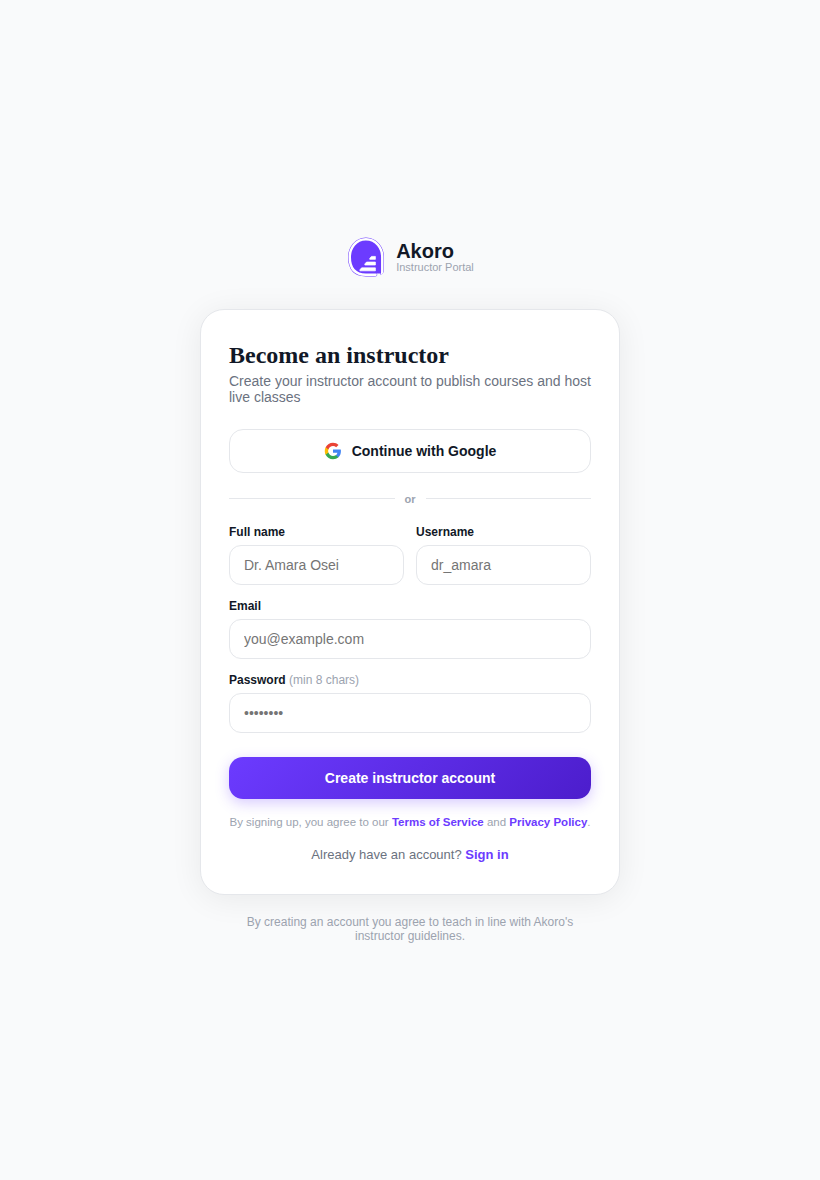 Akoro
Instructor Portal
Become an instructor
Create your instructor account to publish courses and host
live classes
Continue with Google
or
Full name
Username
Dr. Amara Osei
dr_amara
Email
you@example.com
Password (min 8 chars)
••••••••
Create instructor account
By signing up, you agree to our Terms of Service and Privacy Policy.
Already have an account? Sign in
By creating an account you agree to teach in line with Akoro's
instructor guidelines.